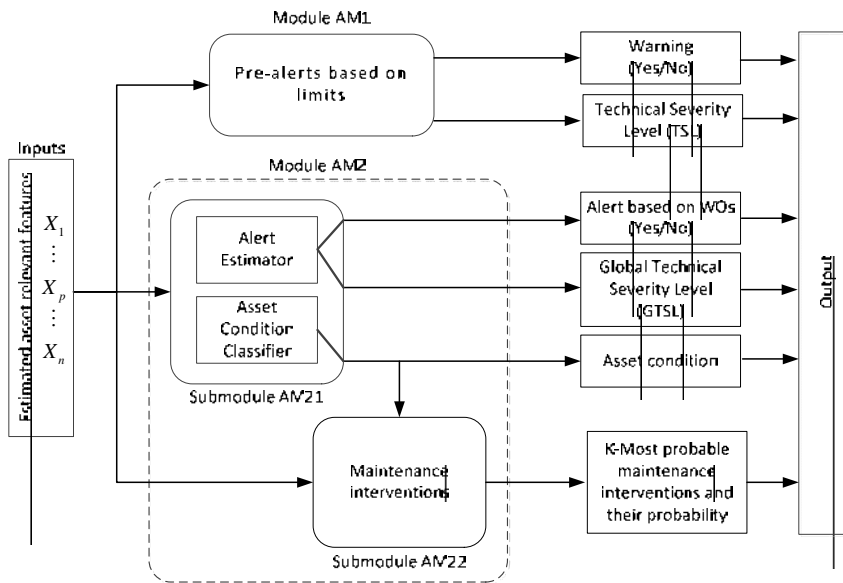 Module AM1
Pre-alerts based on
limits
Warning
(Yes/No)
Technical Severity
Level (TSL)
Inputs
Estimated asset relevant features
X1
⋮
Xp
⋮
Xn
Module AM2
Alert
Estimator
Asset
Condition
Classifier
Submodule AM21
Maintenance
interventions
Submodule AM22
Alert based on WOs
(Yes/No)
Global Technical
Severity Level
(GTSL)
Asset condition
K-Most probable
maintenance
interventions and
their probability
Output